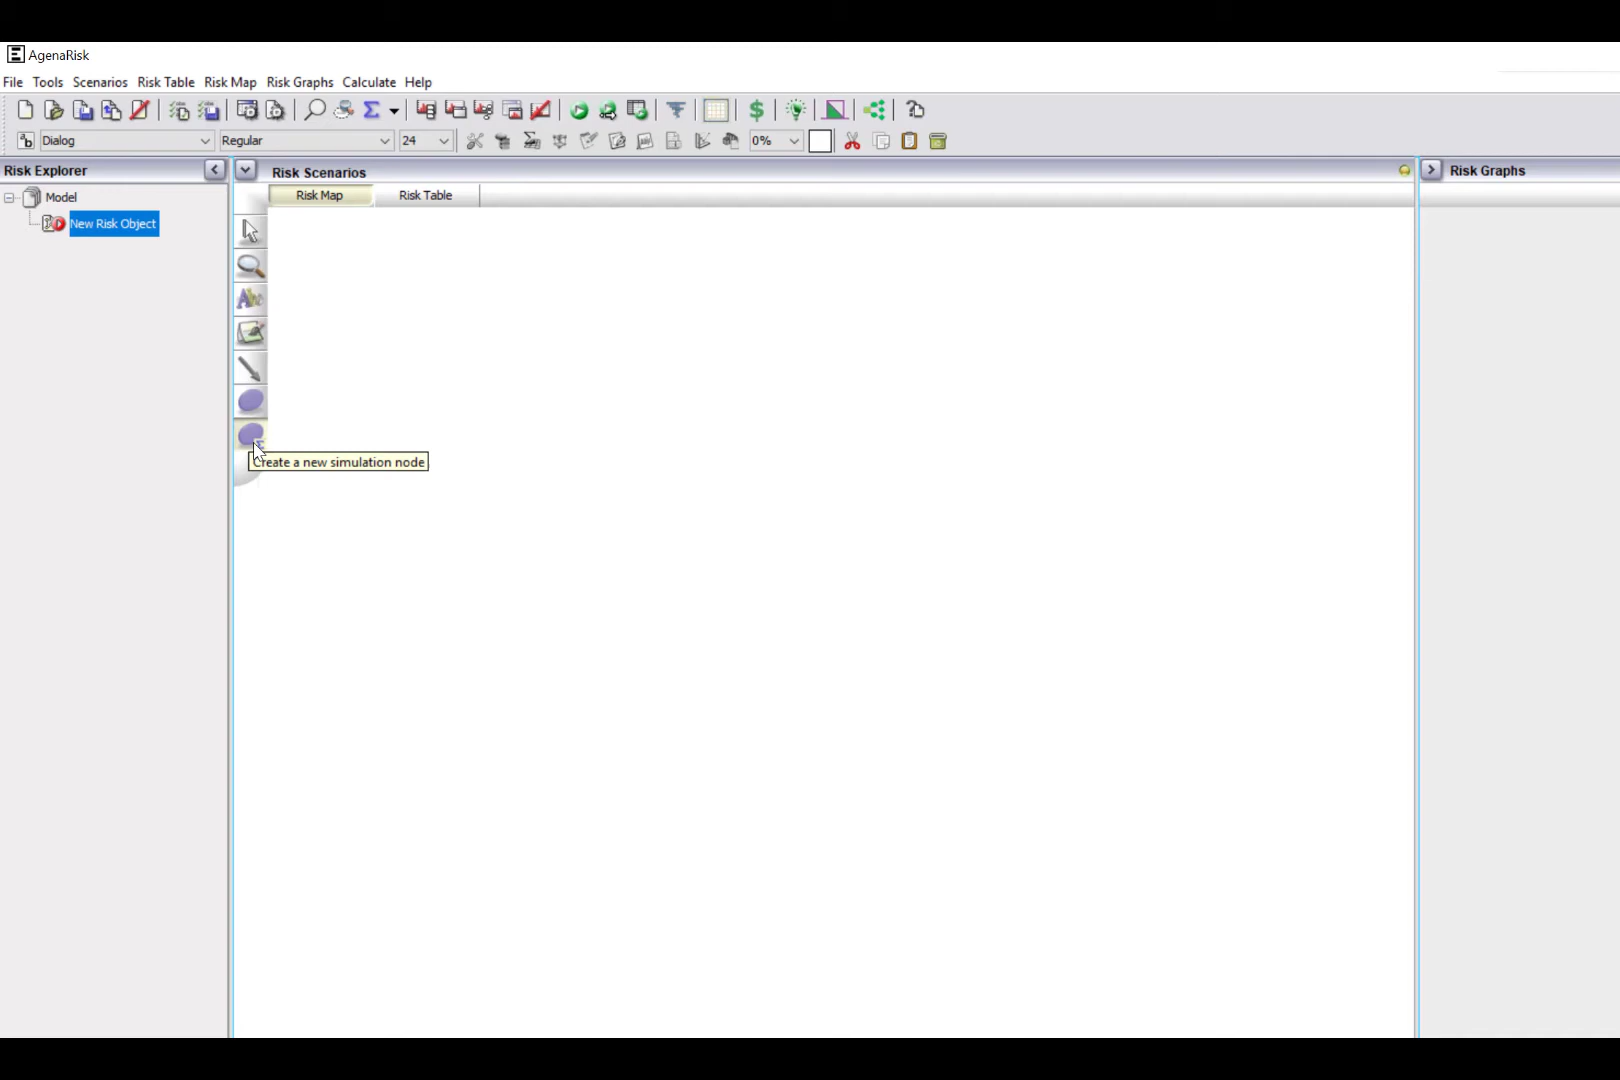 AgenaRisk
File Tools Scenarios Risk Table Risk Map Risk Graphs Calculate Help
Dialog Regular 24 0%
Risk Explorer Risk Scenarios Risk Graphs
Model Risk Map Risk Table
New Risk Object
Abc
Create a new simulation node